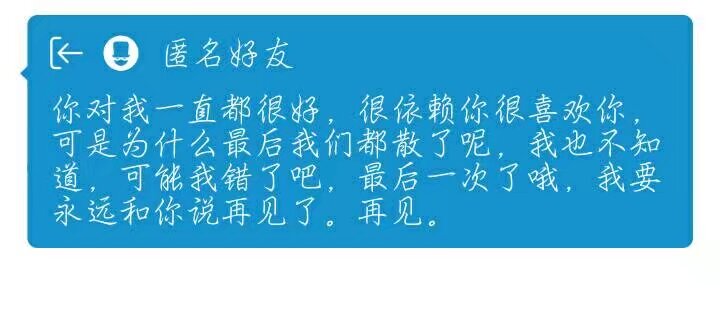 匿名好友
你对我一直都很好，很依赖你很喜欢你，
可是为什么最后我们都散了呢，我也不知
道，可能我错了吧，最后一次了哦，我要
永远和你说再见了。再见。